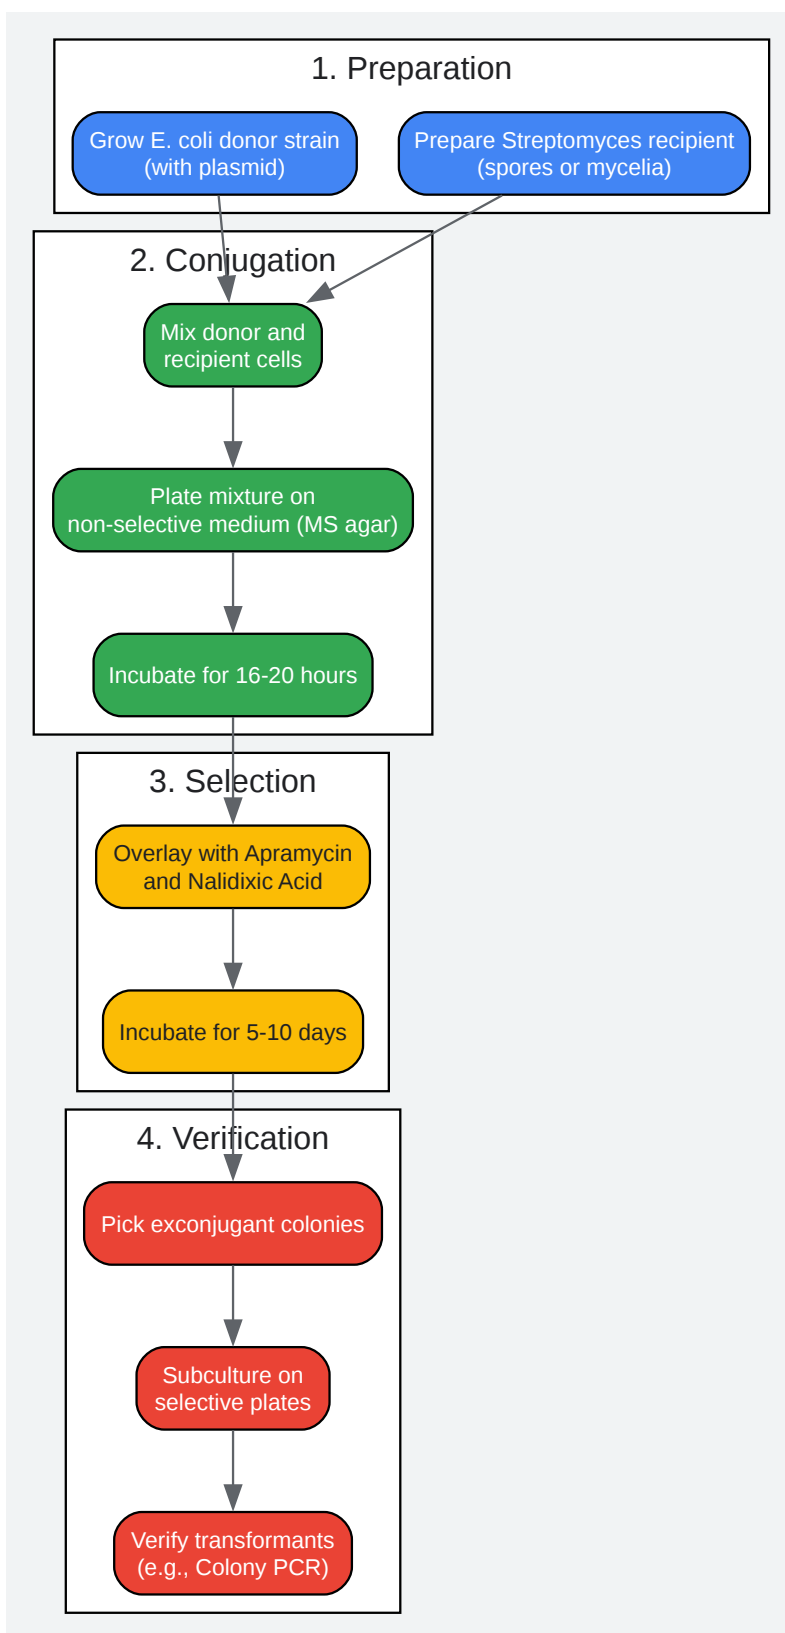 1. Preparation
Grow E. coli donor strain
(with plasmid)
Prepare Streptomyces recipient
(spores or mycelia)
2. Conjugation
Mix donor and
recipient cells
Plate mixture on
non-selective medium (MS agar)
Incubate for 16-20 hours
3. Selection
Overlay with Apramycin
and Nalidixic Acid
Incubate for 5-10 days
4. Verification
Pick exconjugant colonies
Subculture on
selective plates
Verify transformants
(e.g., Colony PCR)